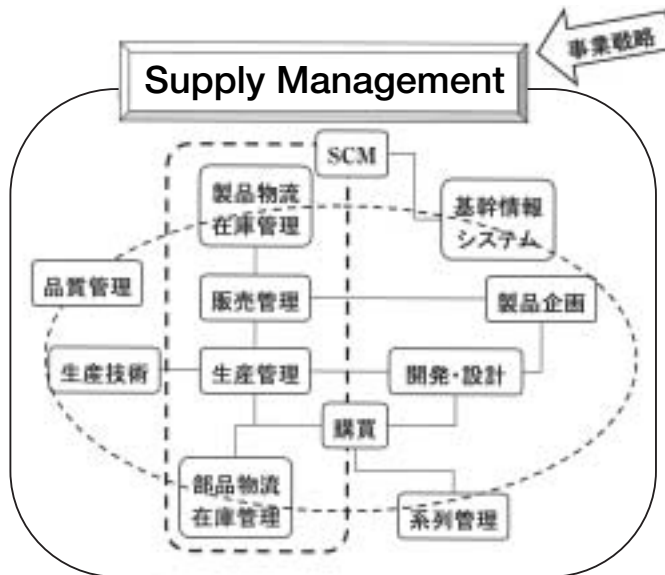 事業戦略
Supply Management
SCM
製品物流
在庫管理
基幹情報
システム
品質管理
販売管理
製品企画
生産技術
生産管理
開発・設計
購買
部品物流
在庫管理
系列管理